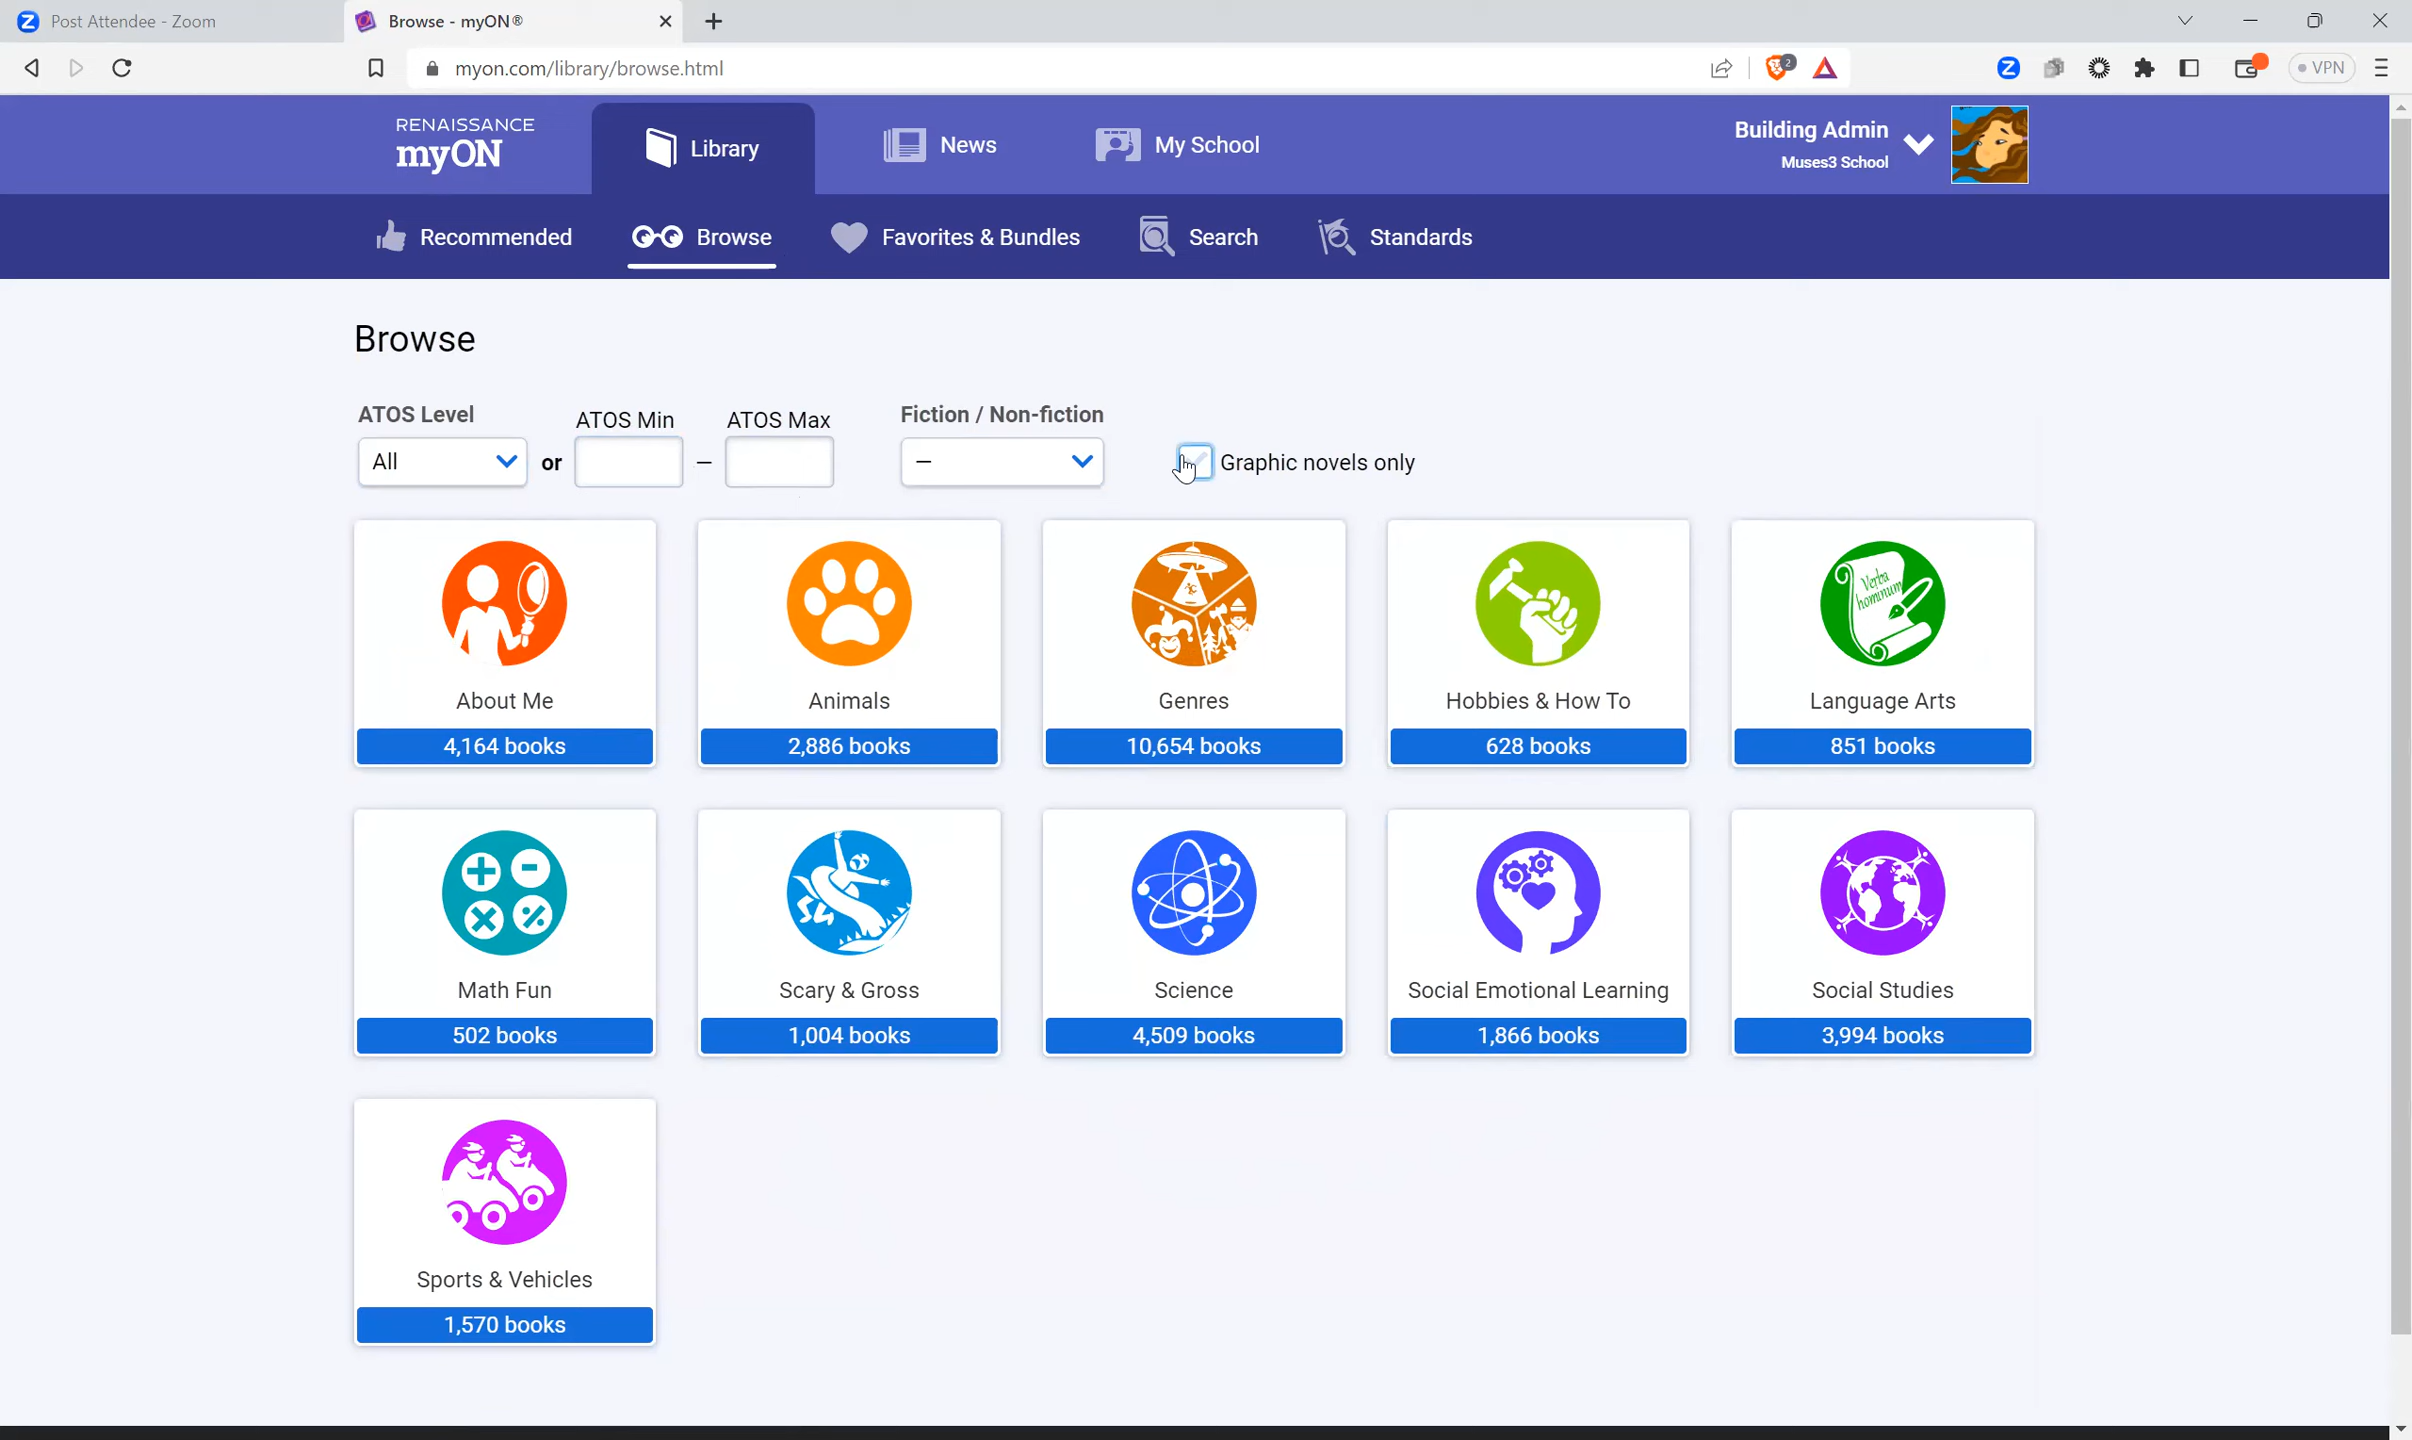 Post Attendee - Zoom
Browse - myON®
myon.com/library/browse.html
2
VPN
RENAISSANCE
myON
Library
News
My School
Building Admin
Muses3 School
Recommended
Browse
Favorites & Bundles
Search
Standards
Browse
ATOS Level
ATOS Min
ATOS Max
Fiction / Non-fiction
All
or
–
–
Graphic novels only
Verba
hominum
About Me
Animals
Genres
Hobbies & How To
Language Arts
4,164 books
2,886 books
10,654 books
628 books
851 books
Math Fun
Scary & Gross
Science
Social Emotional Learning
Social Studies
502 books
1,004 books
4,509 books
1,866 books
3,994 books
Sports & Vehicles
1,570 books